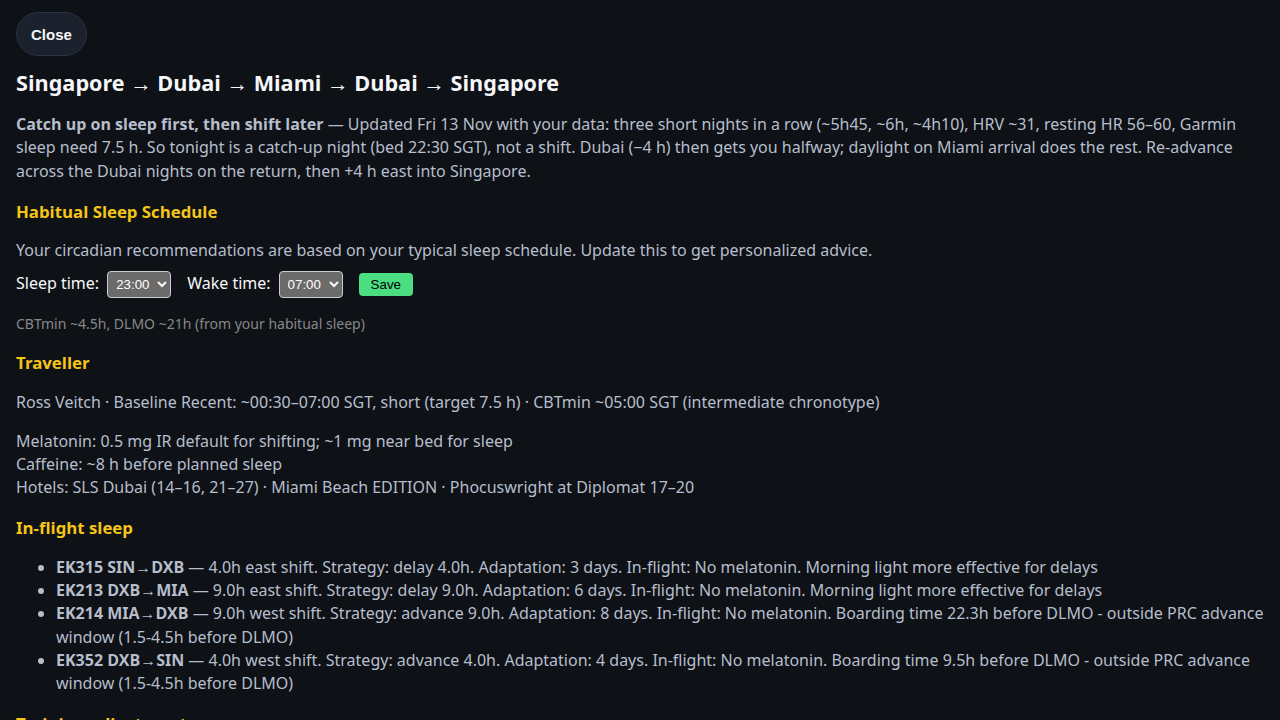 Close
Singapore → Dubai → Miami → Dubai → Singapore
Catch up on sleep first, then shift later — Updated Fri 13 Nov with your data: three short nights in a row (~5h45, ~6h, ~4h10), HRV ~31, resting HR 56–60, Garmin
sleep need 7.5 h. So tonight is a catch-up night (bed 22:30 SGT), not a shift. Dubai (−4 h) then gets you halfway; daylight on Miami arrival does the rest. Re-advance
across the Dubai nights on the return, then +4 h east into Singapore.
Habitual Sleep Schedule
Your circadian recommendations are based on your typical sleep schedule. Update this to get personalized advice.
Sleep time: 23:00 Wake time: 07:00 Save
CBTmin ~4.5h, DLMO ~21h (from your habitual sleep)
Traveller
Ross Veitch · Baseline Recent: ~00:30–07:00 SGT, short (target 7.5 h) · CBTmin ~05:00 SGT (intermediate chronotype)
Melatonin: 0.5 mg IR default for shifting; ~1 mg near bed for sleep
Caffeine: ~8 h before planned sleep
Hotels: SLS Dubai (14–16, 21–27) · Miami Beach EDITION · Phocuswright at Diplomat 17–20
In-flight sleep
• EK315 SIN→DXB — 4.0h east shift. Strategy: delay 4.0h. Adaptation: 3 days. In-flight: No melatonin. Morning light more effective for delays
• EK213 DXB→MIA — 9.0h east shift. Strategy: delay 9.0h. Adaptation: 6 days. In-flight: No melatonin. Morning light more effective for delays
• EK214 MIA→DXB — 9.0h west shift. Strategy: advance 9.0h. Adaptation: 8 days. In-flight: No melatonin. Boarding time 22.3h before DLMO - outside PRC advance
window (1.5-4.5h before DLMO)
• EK352 DXB→SIN — 4.0h west shift. Strategy: advance 4.0h. Adaptation: 4 days. In-flight: No melatonin. Boarding time 9.5h before DLMO - outside PRC advance
window (1.5-4.5h before DLMO)